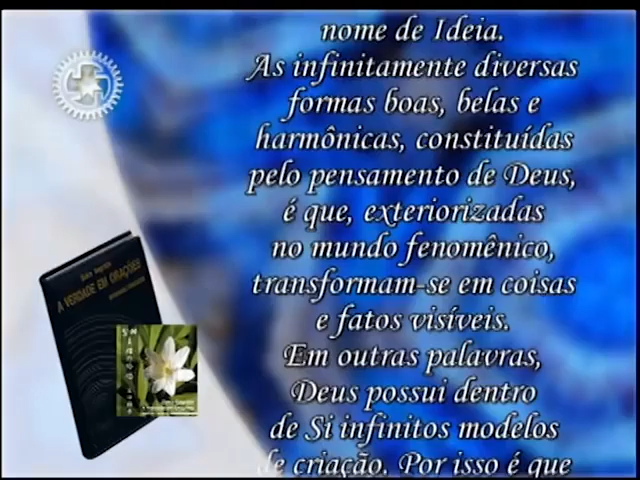 nome de Ideia.
As infinitamente diversas
formas boas, belas e
harmônicas, constituídas
pelo pensamento de Deus,
é que, exteriorizadas
no mundo fenomênico,
transformam-se em coisas
e fatos visíveis.
Em outras palavras,
Deus possui dentro
de Si infinitos modelos
de criação. Por isso é que
A VERDADE EM ORAÇÕES